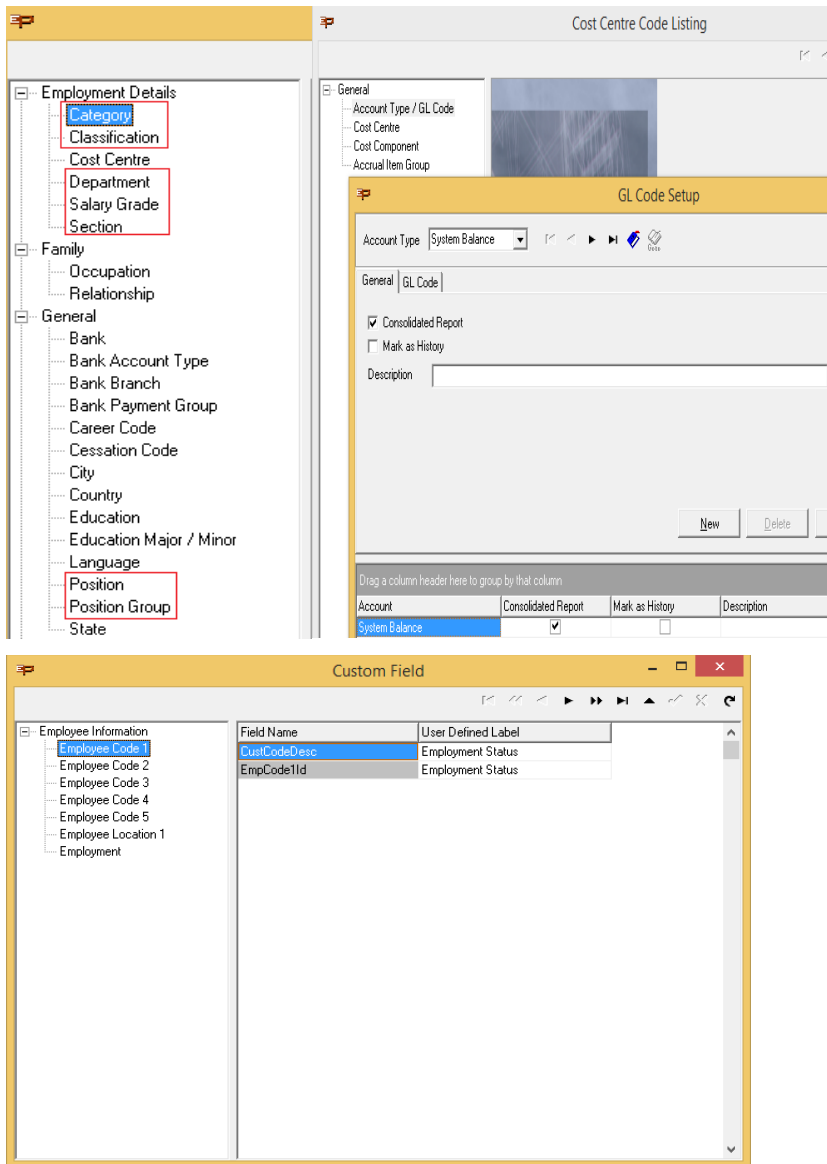 Employment Details
Category
Classification
Cost Centre
Department
Salary Grade
Section
Family
Occupation
Relationship
General
Bank
Bank Account Type
Bank Branch
Bank Payment Group
Career Code
Cessation Code
City
Country
Education
Education Major / Minor
Language
Position
Position Group
State
Cost Centre Code Listing
General
Account Type / GL Code
Cost Centre
Cost Component
Accrual Item Group
GL Code Setup
Account Type System Balance
General GL Code
Consolidated Report
Mark as History
Description
New Delete
Drag a column header here to group by that column
Account Consolidated Report Mark as History Description
System Balance
Custom Field
Employee Information
Employee Code 1
Employee Code 2
Employee Code 3
Employee Code 4
Employee Code 5
Employee Location 1
Employment
Field Name User Defined Label
CustCodeDesc Employment Status
EmpCode1Id Employment Status